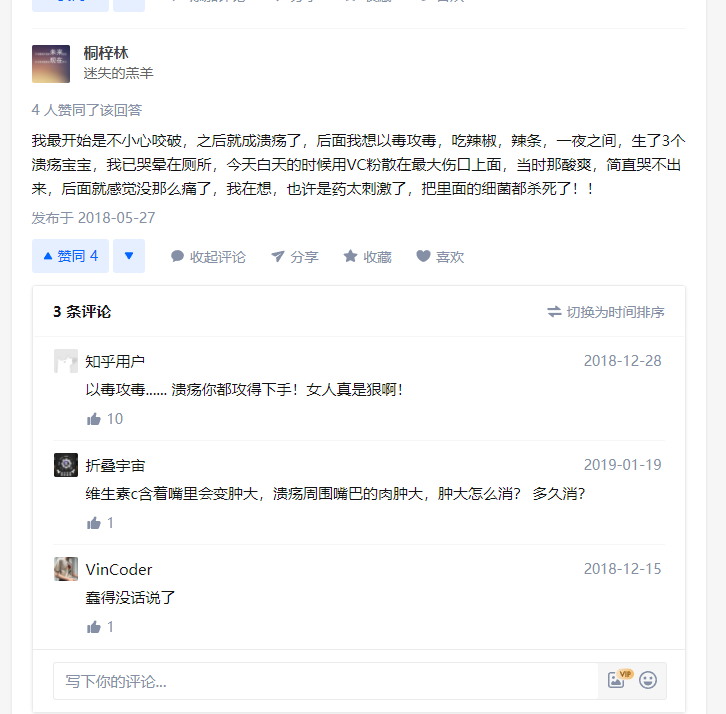 桐梓林
迷失的羔羊
4 人赞同了该回答
我最开始是不小心咬破，之后就成溃疡了，后面我想以毒攻毒，吃辣椒，辣条，一夜之间，生了3个
溃疡宝宝，我已哭晕在厕所，今天白天的时候用VC粉散在最大伤口上面，当时那酸爽，简直哭不出
来，后面就感觉没那么痛了，我在想，也许是药太刺激了，把里面的细菌都杀死了！！
发布于 2018-05-27
赞同 4 收起评论 分享 收藏 喜欢
3 条评论 切换为时间排序
知乎用户 2018-12-28
以毒攻毒...... 溃疡你都攻得下手！女人真是狠啊！
10
折叠宇宙 2019-01-19
维生素c含着嘴里会变肿大，溃疡周围嘴巴的肉肿大，肿大怎么消？ 多久消？
1
VinCoder 2018-12-15
蠢得没话说了
1
写下你的评论... VIP